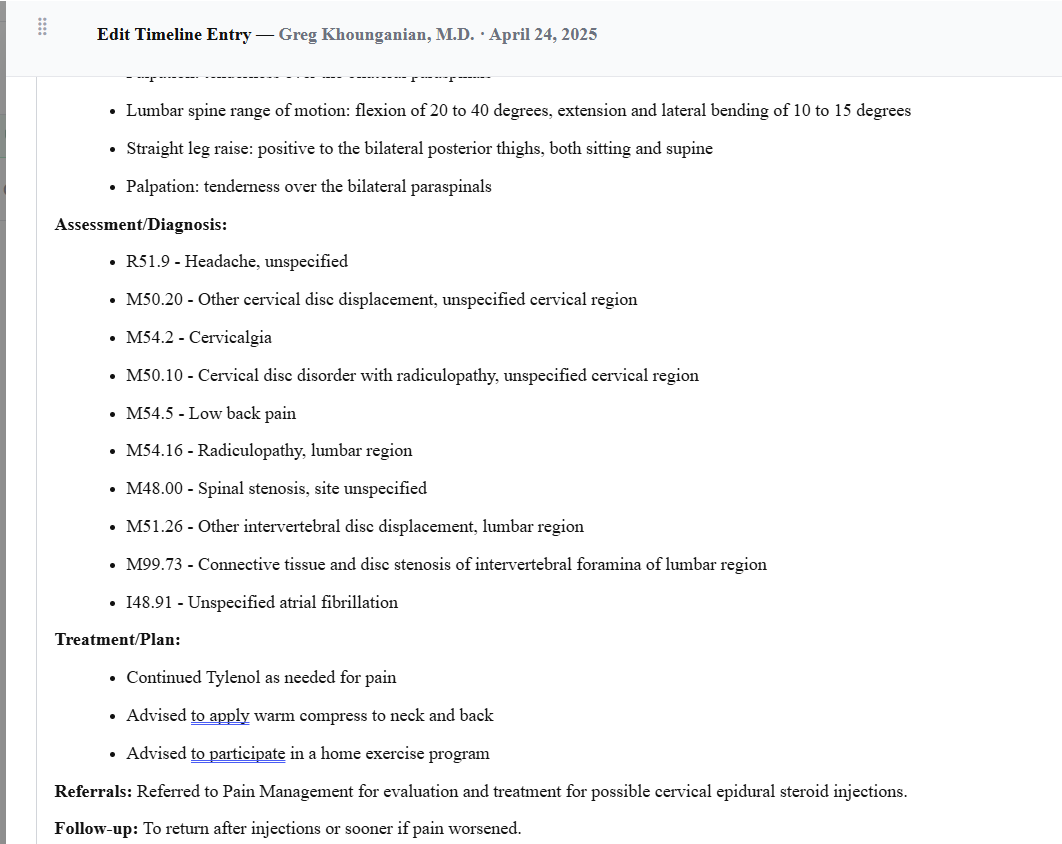 Edit Timeline Entry — Greg Khounganian, M.D. · April 24, 2025
Palpation: tenderness over the bilateral paraspinals
• Lumbar spine range of motion: flexion of 20 to 40 degrees, extension and lateral bending of 10 to 15 degrees
• Straight leg raise: positive to the bilateral posterior thighs, both sitting and supine
• Palpation: tenderness over the bilateral paraspinals
Assessment/Diagnosis:
• R51.9 - Headache, unspecified
• M50.20 - Other cervical disc displacement, unspecified cervical region
• M54.2 - Cervicalgia
• M50.10 - Cervical disc disorder with radiculopathy, unspecified cervical region
• M54.5 - Low back pain
• M54.16 - Radiculopathy, lumbar region
• M48.00 - Spinal stenosis, site unspecified
• M51.26 - Other intervertebral disc displacement, lumbar region
• M99.73 - Connective tissue and disc stenosis of intervertebral foramina of lumbar region
• I48.91 - Unspecified atrial fibrillation
Treatment/Plan:
• Continued Tylenol as needed for pain
• Advised to apply warm compress to neck and back
• Advised to participate in a home exercise program
Referrals: Referred to Pain Management for evaluation and treatment for possible cervical epidural steroid injections.
Follow-up: To return after injections or sooner if pain worsened.